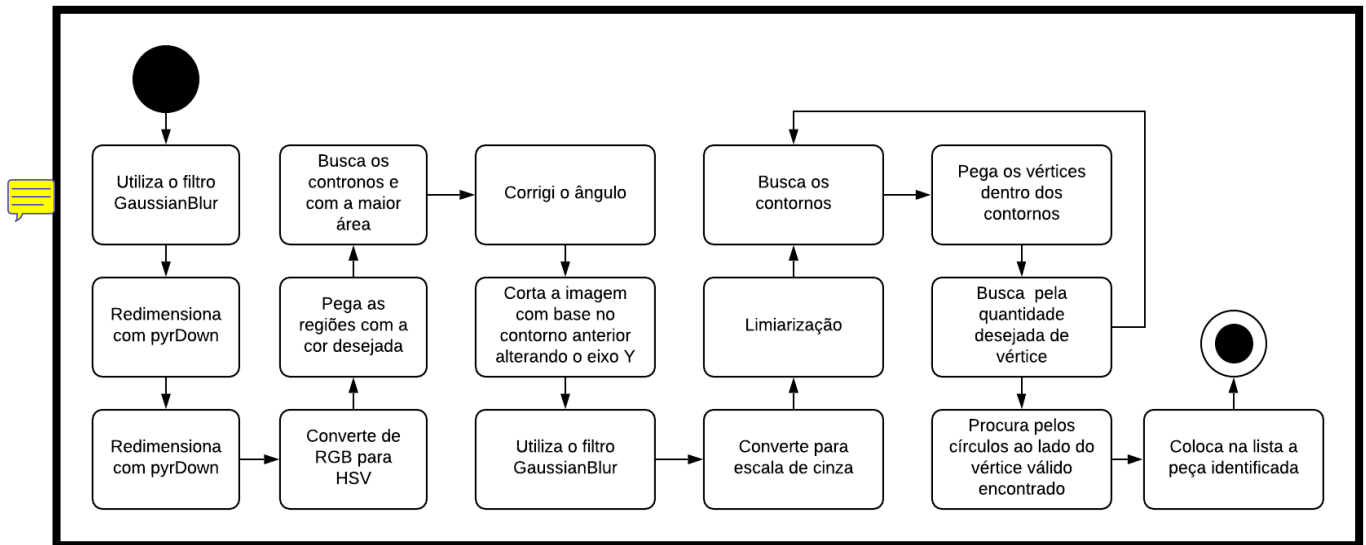 Utiliza o filtro
GaussianBlur
Redimensiona
com pyrDown
Redimensiona
com pyrDown
Converte de
RGB para
HSV
Pega as
regiões com a
cor desejada
Busca os
contronos e
com a maior
área
Corrigi o ângulo
Corta a imagem
com base no
contorno anterior
alterando o eixo Y
Utiliza o filtro
GaussianBlur
Converte para
escala de cinza
Limiarização
Busca os
contornos
Pega os vértices
dentro dos
contornos
Busca pela
quantidade
desejada de
vértice
Procura pelos
círculos ao lado do
vértice válido
encontrado
Coloca na lista a
peça identificada